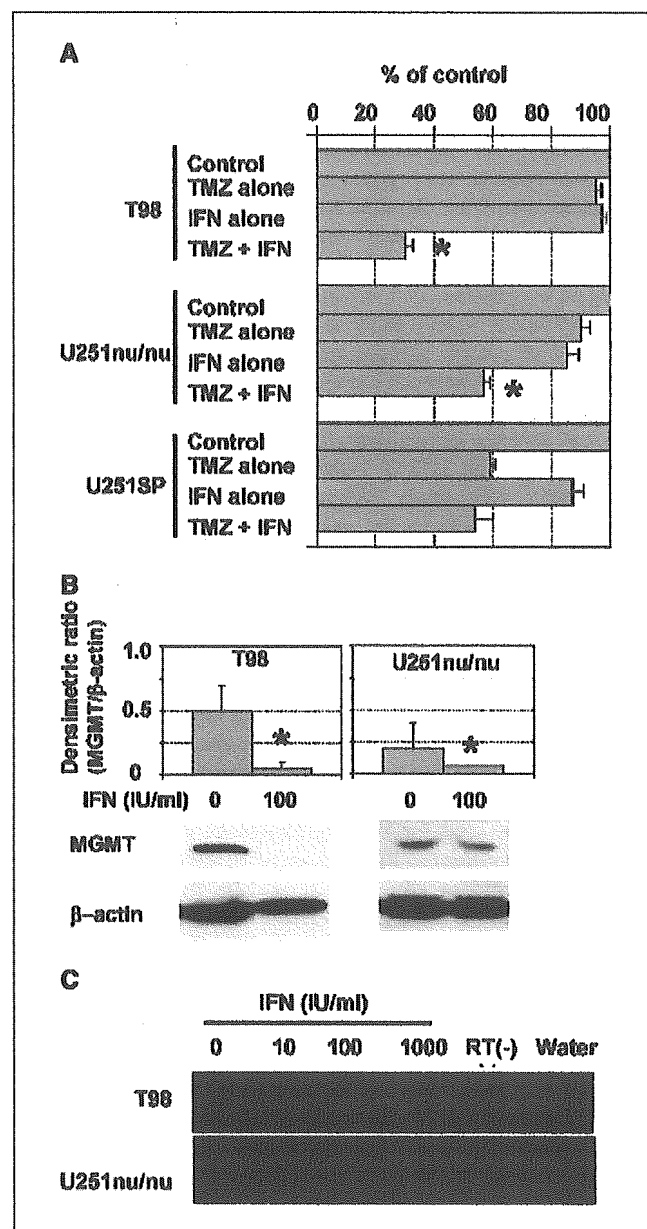 A
% of control
0 20 40 60 80 100
T98
Control
TMZ alone
IFN alone
TMZ + IFN
*
U251nu/nu
Control
TMZ alone
IFN alone
TMZ + IFN
*
U251SP
Control
TMZ alone
IFN alone
TMZ + IFN
B
Densimetric ratio
(MGMT/β-actin)
1.0
0.5
0
T98
*
U251nu/nu
*
IFN (IU/ml) 0 100 0 100
MGMT
β-actin
C
IFN (IU/ml)
0 10 100 1000 RT(-) Water
T98
U251nu/nu